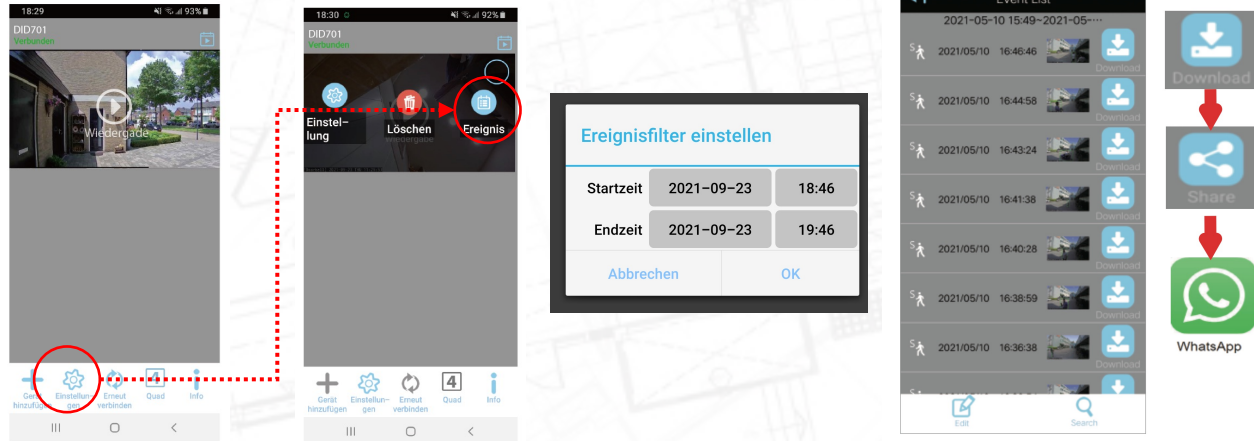 18:29
93%
DID701
Verbunden
Wiedergabe
Gerät hinzufügen
Einstellun-
gen
Erneut
verbinden
4
Quad
Info
18:30
92%
DID701
Verbunden
Einstel–
lung
Löschen
Ereignis
Wiedergabe
Gerät
hinzufügen
Einstellun–
gen
Erneut
verbinden
4
Quad
Info
Ereignisfilter einstellen
Startzeit 2021–09–23 18:46
Endzeit 2021–09–23 19:46
Abbrechen OK
Event List
2021-05-10 15:49~2021-05-···
S 2021/05/10 16:46:46 Download
S 2021/05/10 16:44:58 Download
S 2021/05/10 16:43:24 Download
S 2021/05/10 16:41:38 Download
S 2021/05/10 16:40:28 Download
S 2021/05/10 16:38:59 Download
S 2021/05/10 16:36:38 Download
Edit
Search
Download
Share
WhatsApp